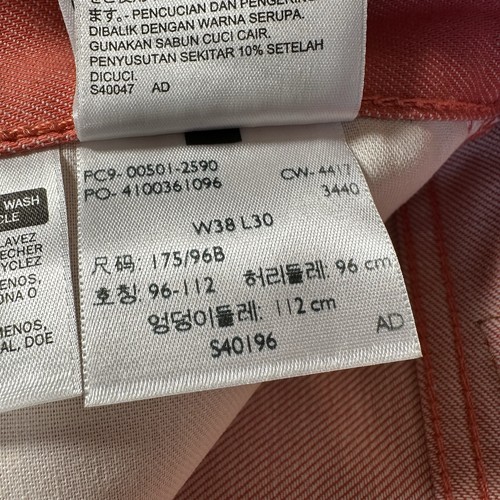 ます。- PENCUCIAN DAN PENGERING
DIBALIK DENGAN WARNA SERUPA.
GUNAKAN SABUN CUCI CAIR.
PENYUSUTAN SEKITAR 10% SETELAH
DICUCI.
S40047 AD
PC9- 00501-2590 CW- 4417
PO- 4100361096 3440
W38 L30
尺码: 175/96B
호칭: 96-112 허리둘레: 96 cm
엉덩이둘레: 112 cm
AD
S40196
WASH
CLE
LAVEZ
ECHER
YCLEZ
MENOS,
ONA O
MENOS,
AL, DOE